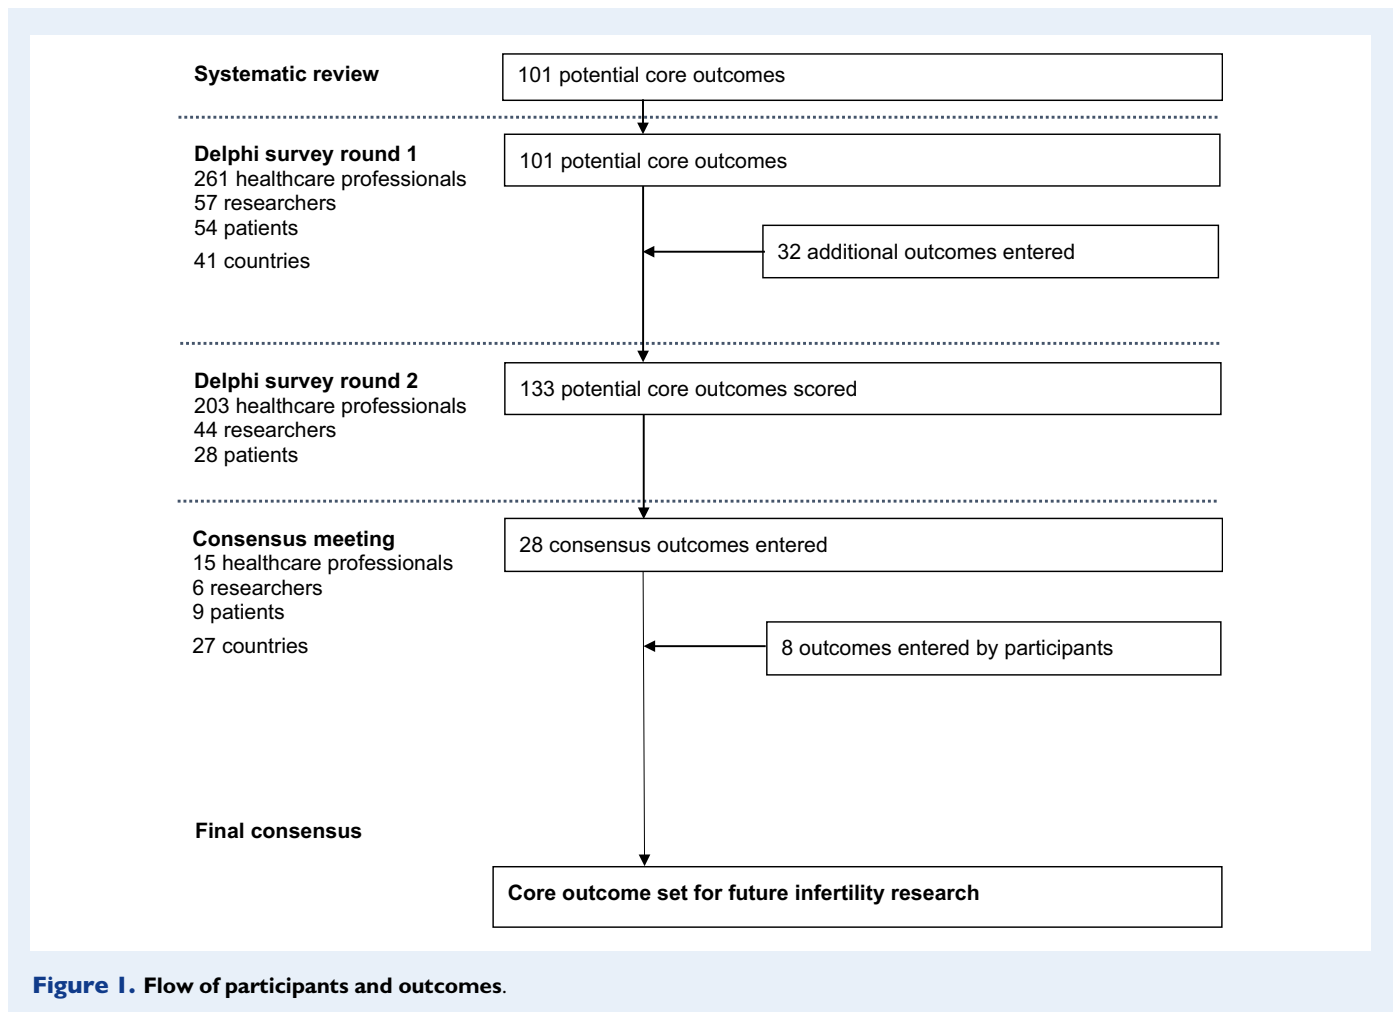 Systematic review
101 potential core outcomes
Delphi survey round 1
261 healthcare professionals
57 researchers
54 patients
41 countries
101 potential core outcomes
32 additional outcomes entered
Delphi survey round 2
203 healthcare professionals
44 researchers
28 patients
133 potential core outcomes scored
Consensus meeting
15 healthcare professionals
6 researchers
9 patients
27 countries
28 consensus outcomes entered
8 outcomes entered by participants
Final consensus
Core outcome set for future infertility research
Figure 1. Flow of participants and outcomes.